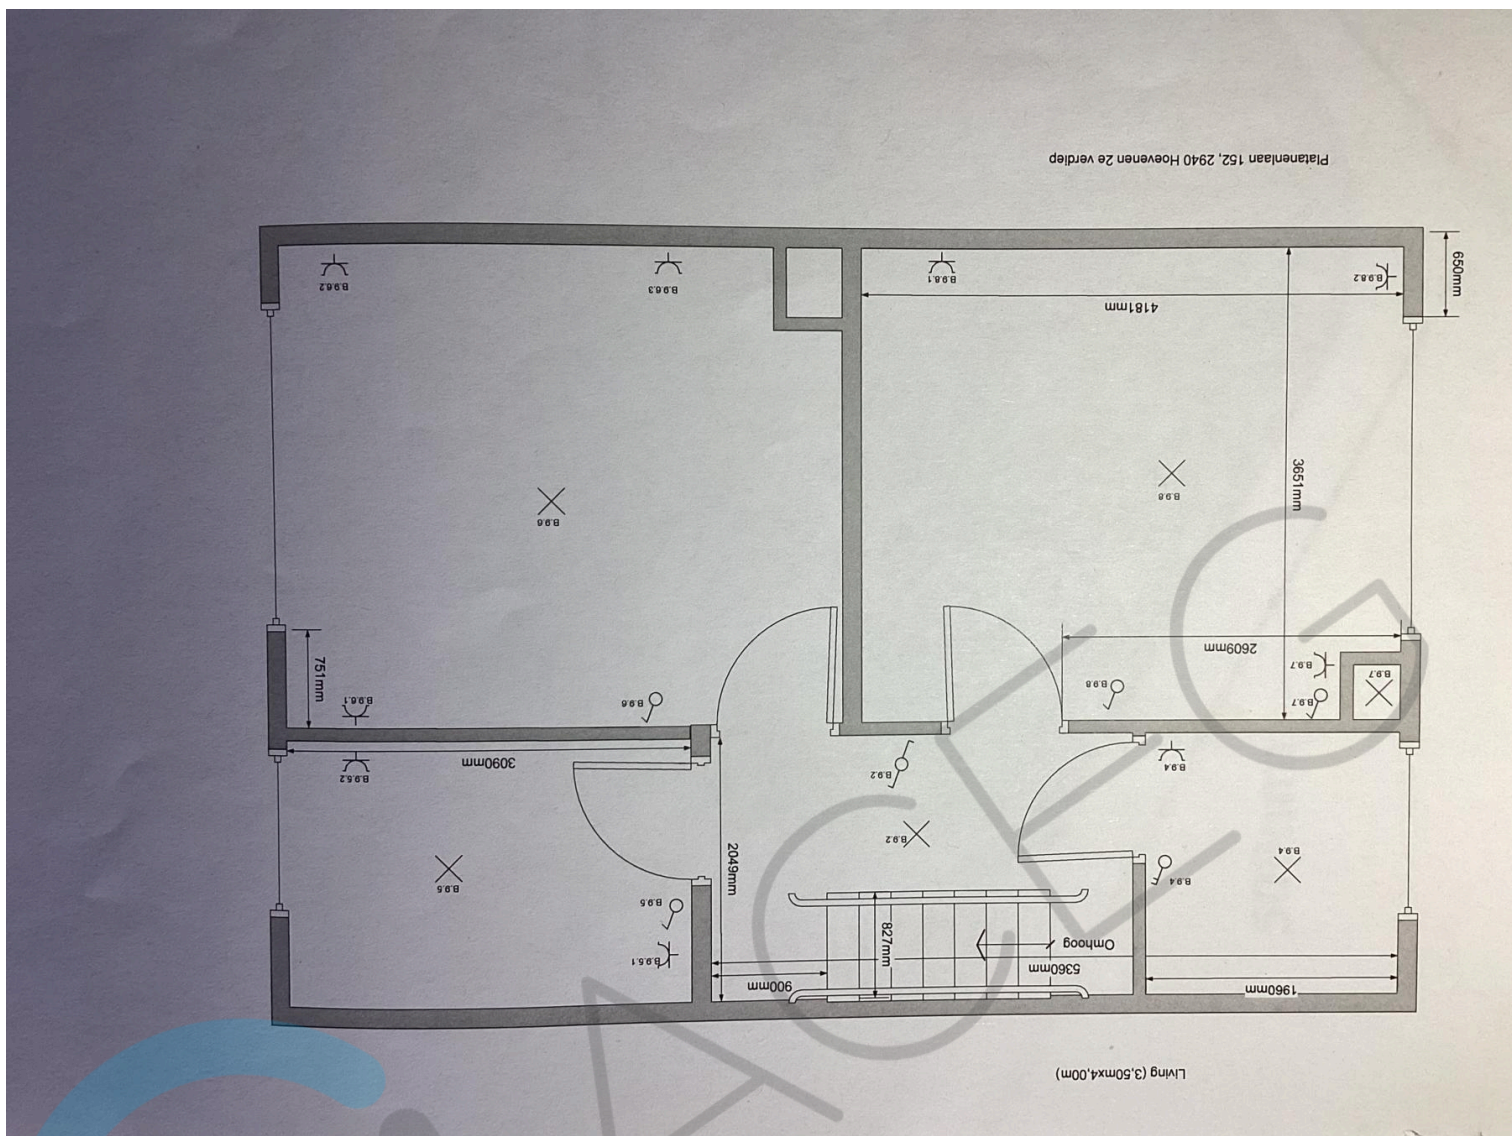 Platanenlaan 152, 2940 Hoevenen 2e verdiep
650mm
B.9.6.2
B.9.6.3
B.9.8.1
B.9.8.2
4181mm
B.9.6
B.9.8
3651mm
2609mm
751mm
B.9.6.1
B.9.6
B.9.8
B.9.7
B.9.7
B.9.7
3090mm
B.9.5.2
B.9.2
B.9.4
2049mm
B.9.2
B.9.4
B.9.5
B.9.4
B.9.5
827mm
Omhoog
B.9.5.1
5360mm
900mm
1960mm
Living (3,50mx4,00m)
ACEG